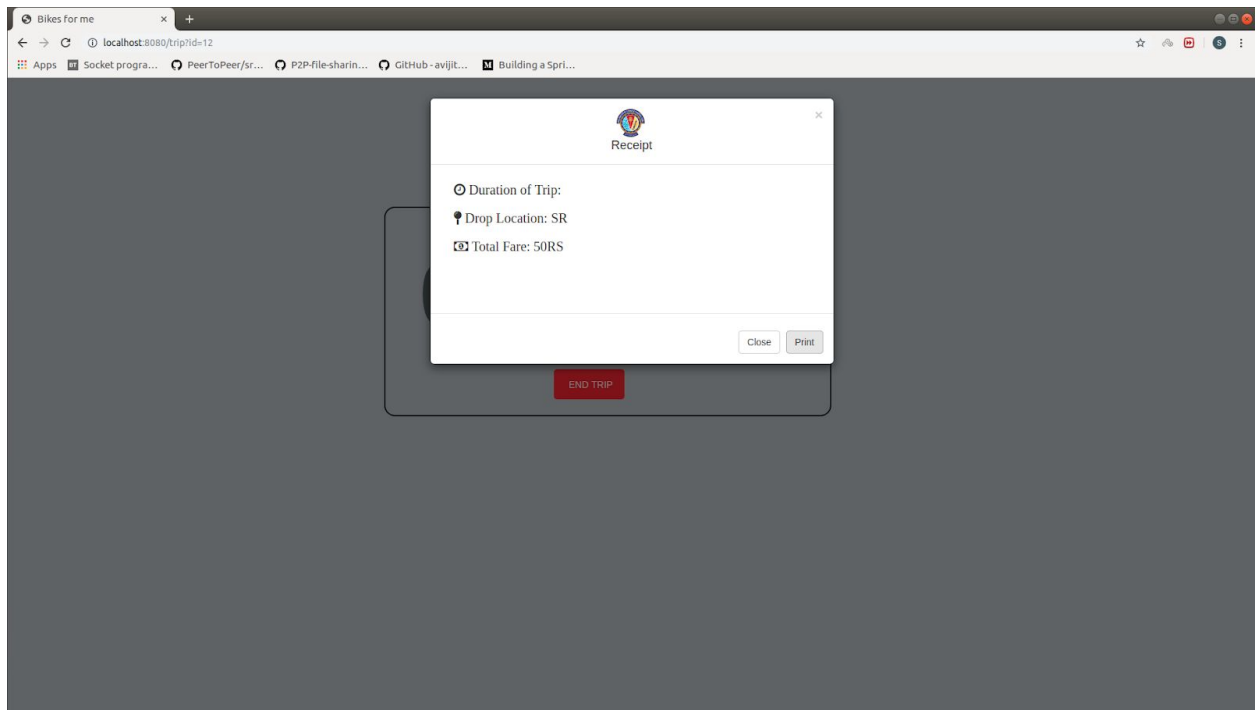 Bikes for me
localhost:8080/trip?id=12
S
Apps BT Socket progra... PeerToPeer/sr... P2P-file-sharin... GitHub - avijit... M Building a Spri...
Receipt
×
Duration of Trip:
Drop Location: SR
Total Fare: 50RS
Close Print
END TRIP